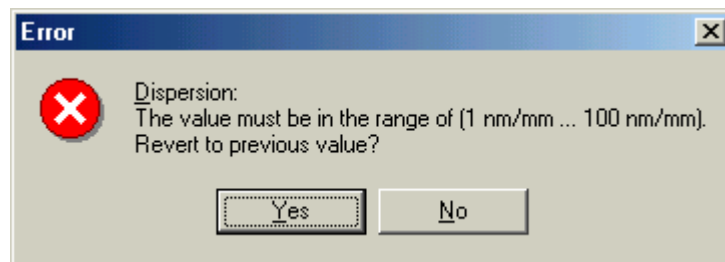 Error
Dispersion:
The value must be in the range of (1 nm/mm ... 100 nm/mm).
Revert to previous value?
Yes
No